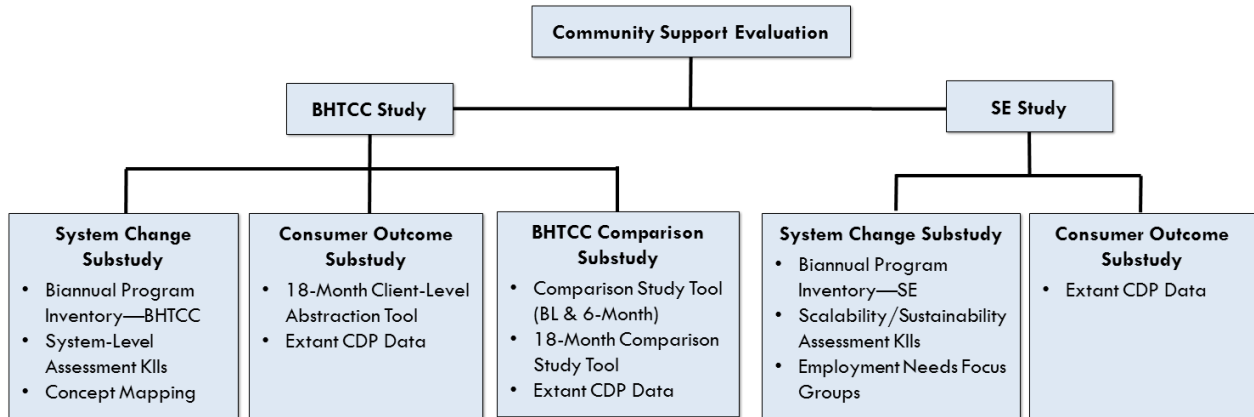 Community Support Evaluation
BHTCC Study
SE Study
System Change
Substudy
• Biannual Program
Inventory—BHTCC
• System-Level
Assessment KIIs
• Concept Mapping
Consumer Outcome
Substudy
• 18-Month Client-Level
Abstraction Tool
• Extant CDP Data
BHTCC Comparison
Substudy
• Comparison Study Tool
(BL & 6-Month)
• 18-Month Comparison
Study Tool
• Extant CDP Data
System Change Substudy
• Biannual Program
Inventory—SE
• Scalability/Sustainability
Assessment KIIs
• Employment Needs Focus
Groups
Consumer Outcome
Substudy
• Extant CDP Data